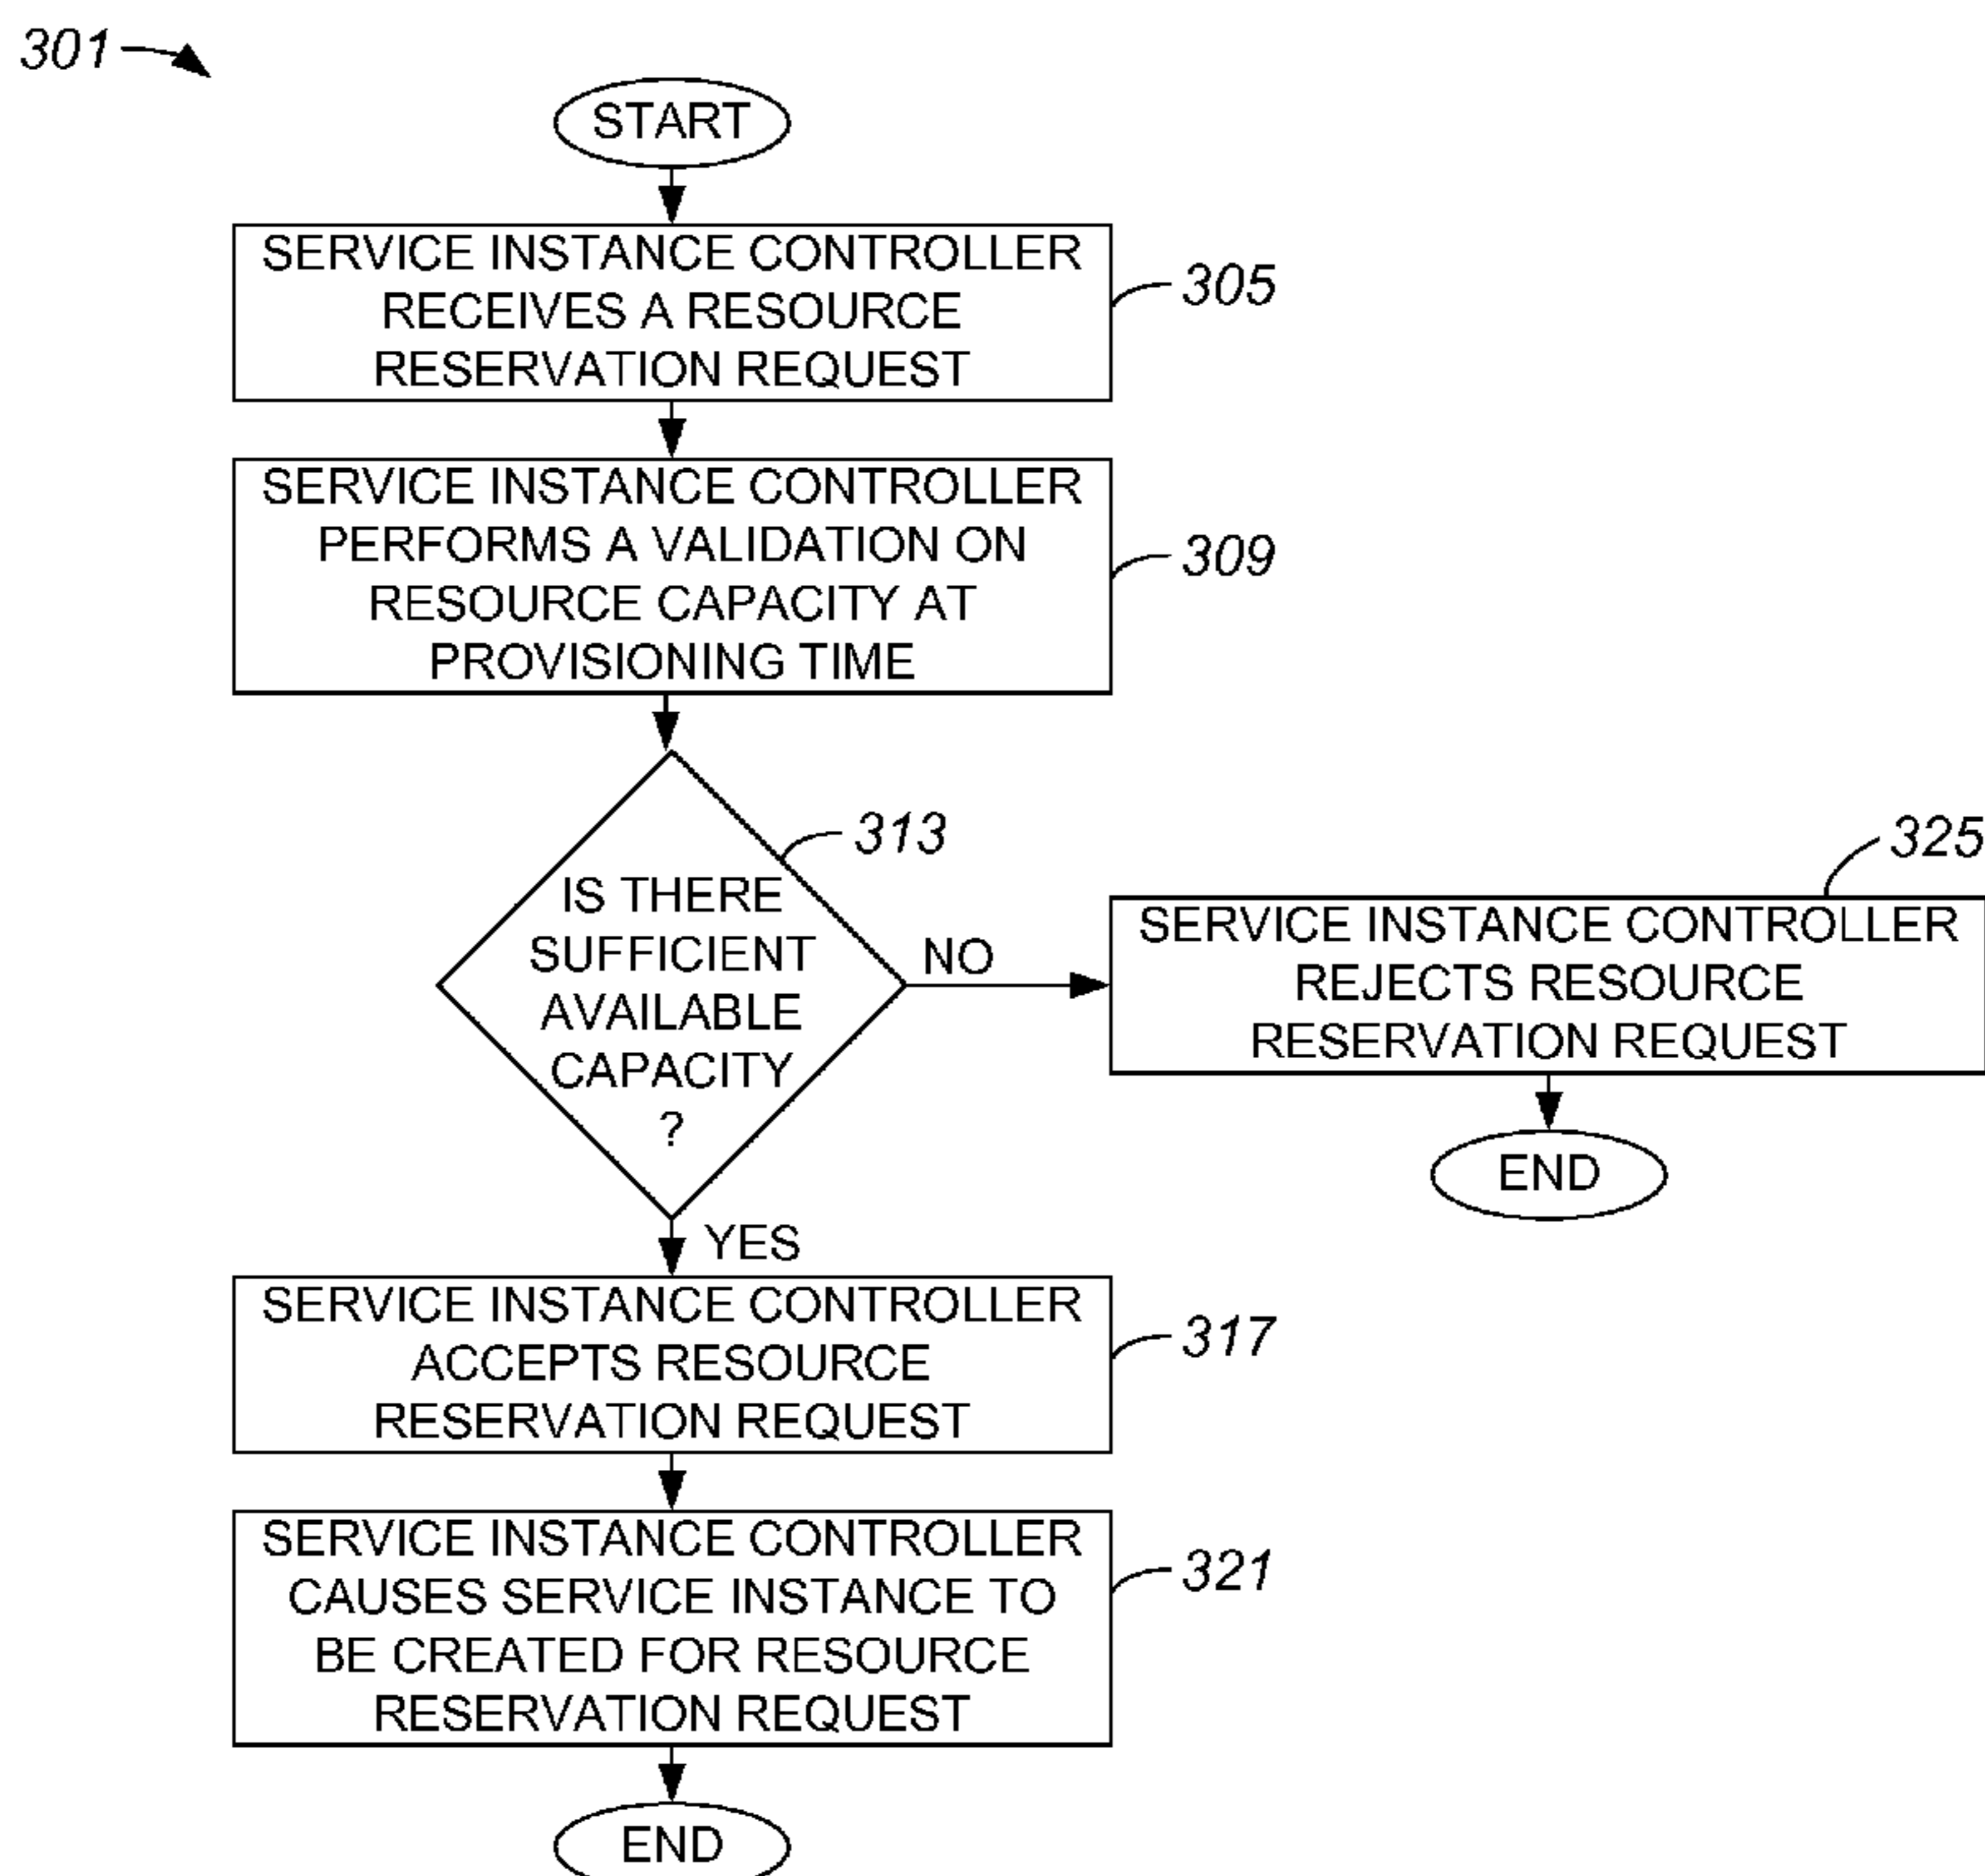 301
START
SERVICE INSTANCE CONTROLLER
RECEIVES A RESOURCE
RESERVATION REQUEST
305
SERVICE INSTANCE CONTROLLER
PERFORMS A VALIDATION ON
RESOURCE CAPACITY AT
PROVISIONING TIME
309
IS THERE
SUFFICIENT
AVAILABLE
CAPACITY
?
313
NO
325
SERVICE INSTANCE CONTROLLER
REJECTS RESOURCE
RESERVATION REQUEST
END
YES
SERVICE INSTANCE CONTROLLER
ACCEPTS RESOURCE
RESERVATION REQUEST
317
SERVICE INSTANCE CONTROLLER
CAUSES SERVICE INSTANCE TO
BE CREATED FOR RESOURCE
RESERVATION REQUEST
321
END